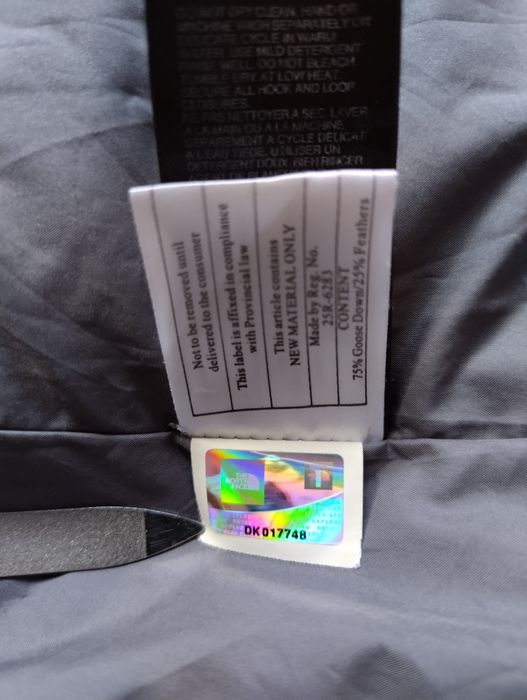 DO NOT DRY CLEAN, HAND OR
MACHINE WASH SEPARATELY ON
DELICATE CYCLE IN WARM
WATER, USE MILD DETERGENT
WELL. DO NOT BLEACH.
TUMBLE DRY AT LOW HEAT.
SECURE ALL HOOK AND LOOP
CLOSURES.
NE PAS NETTOYER A SEC, LAVER
A LA MAIN OU A LA MACHINE
SEPAREMENT A CYCLE DELICAT
A L'EAU TIEDE, UTILISER UN
DETERGENT DOUX. BIEN RINCER
Not to be removed until
delivered to the consumer
This label is affixed in compliance
with Provincial law
This article contains
NEW MATERIAL ONLY
Made by Reg. No.
25R-6283
CONTENT
75% Goose Down/25% Feathers
THE
NORTH
FACE
DK017748